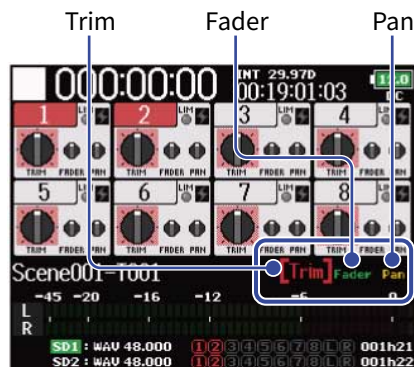 Trim Fader Pan
000:00:00 INT 29.97D 00:19:01:03 12.0 DC
1 LIM 2 LIM 3 LIM 4 LIM
TRIM FADER PAN TRIM FADER PAN TRIM FADER PAN TRIM FADER PAN
5 LIM 6 LIM 7 LIM 8 LIM
TRIM FADER PAN TRIM FADER PAN TRIM FADER PAN TRIM FADER PAN
Scene001-T001 [Trim] Fader Pan
-45 -20 -16 -12 -6 0
L
R
SD1 : WAV 48.000 1 2 3 4 5 6 7 8 L R 001h21
SD2 : WAV 48.000 1 2 3 4 5 6 7 8 L R 001h22